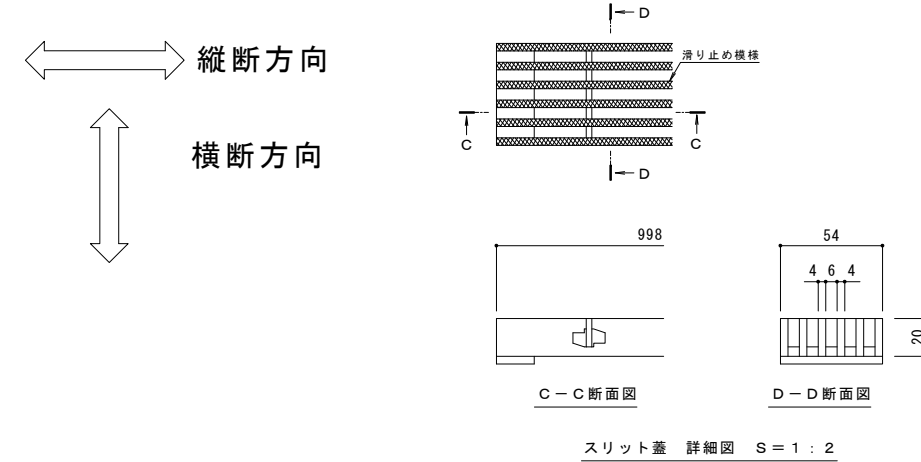 D
縦断方向
滑り止め模様
横断方向
C
C
D
998
54
4 6 4
20
C－C断面図
D－D断面図
スリット蓋 詳細図 S＝1：2